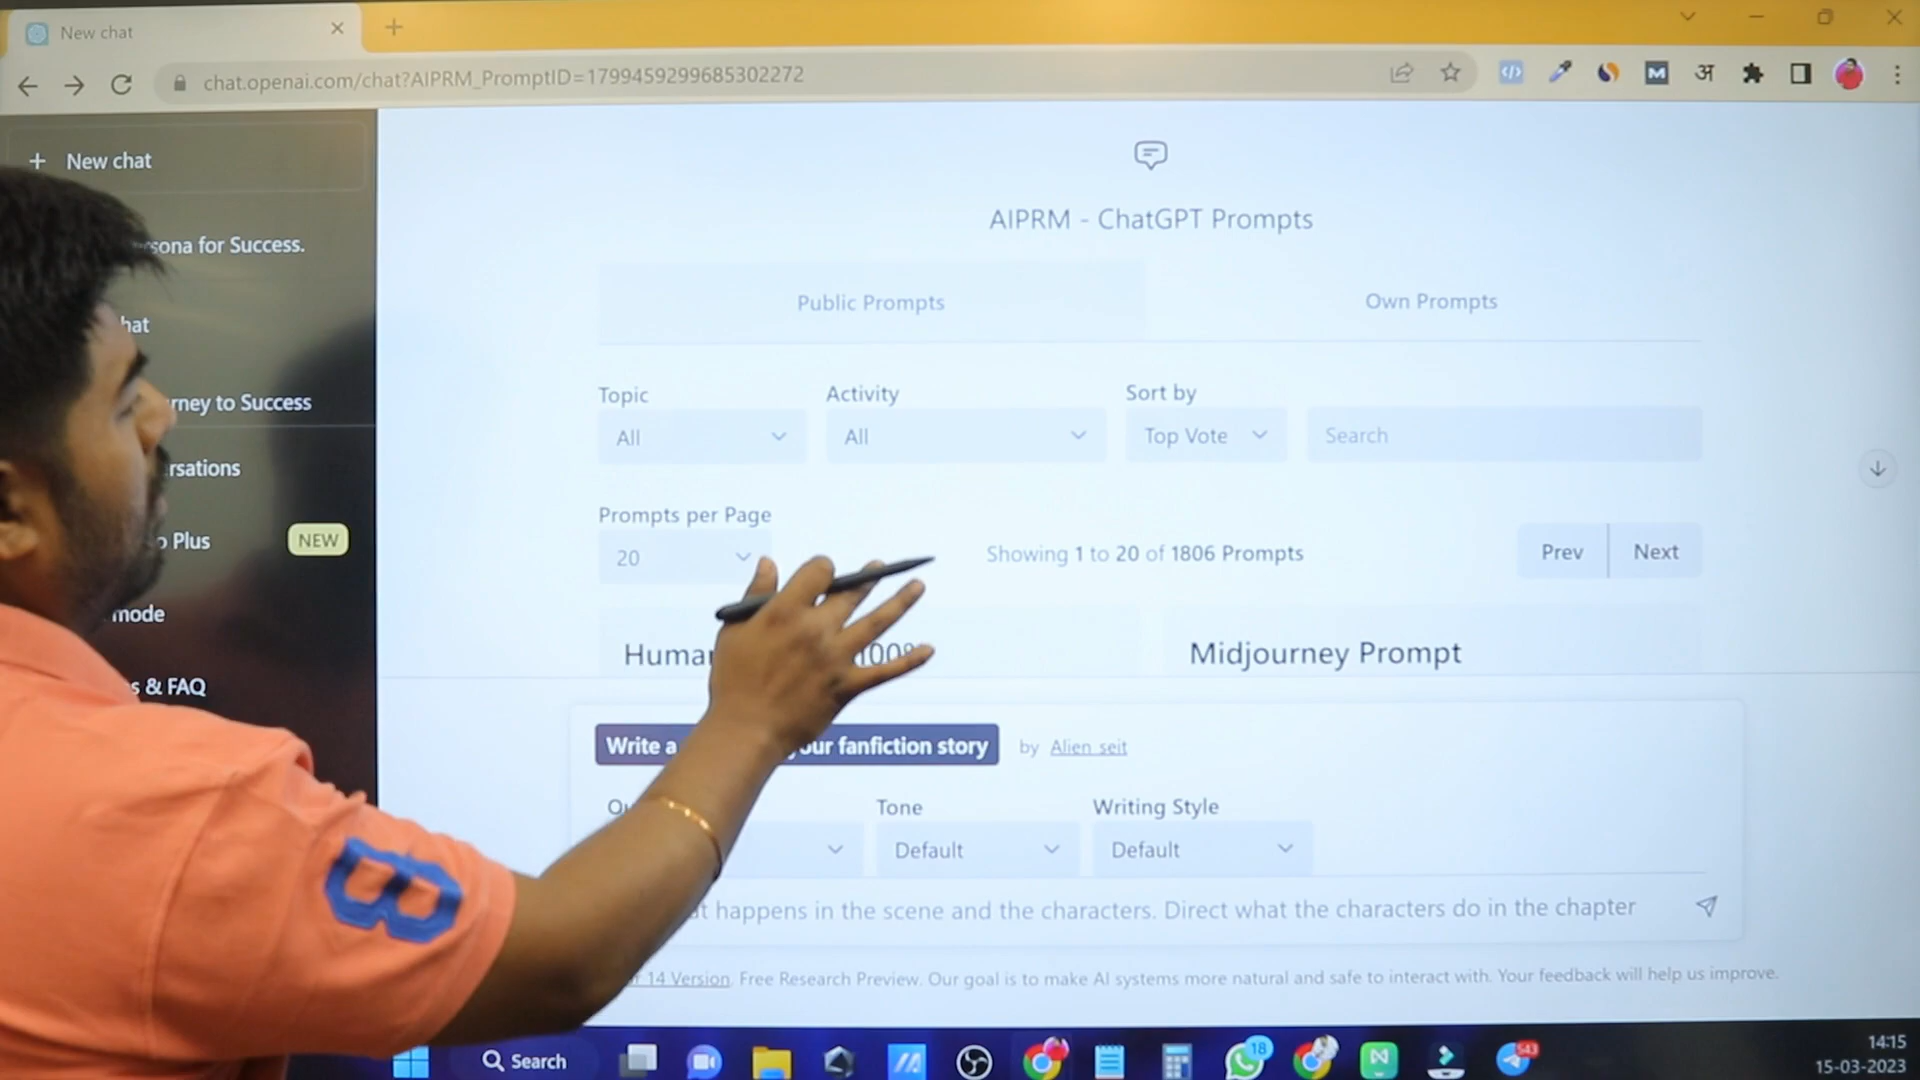 New chat
chat.openai.com/chat?AIPRM_PromptID=1799459299685302272
M
अ
+ New chat
AIPRM - ChatGPT Prompts
for Success.
Public Prompts
Own Prompts
to Success
Topic
Activity
Sort by
All
All
Top Vote
Search
Prompts per Page
20
Showing 1 to 20 of 1806 Prompts
Prev
Next
Plus
NEW
mode
& FAQ
Midjourney Prompt
Write a
fanfiction story
by Alien seit
Tone
Writing Style
Default
Default
happens in the scene and the characters. Direct what the characters do in the chapter
14 Version. Free Research Preview. Our goal is to make AI systems more natural and safe to interact with. Your feedback will help us improve.
Search
18
543
14:15
15-03-2023
B